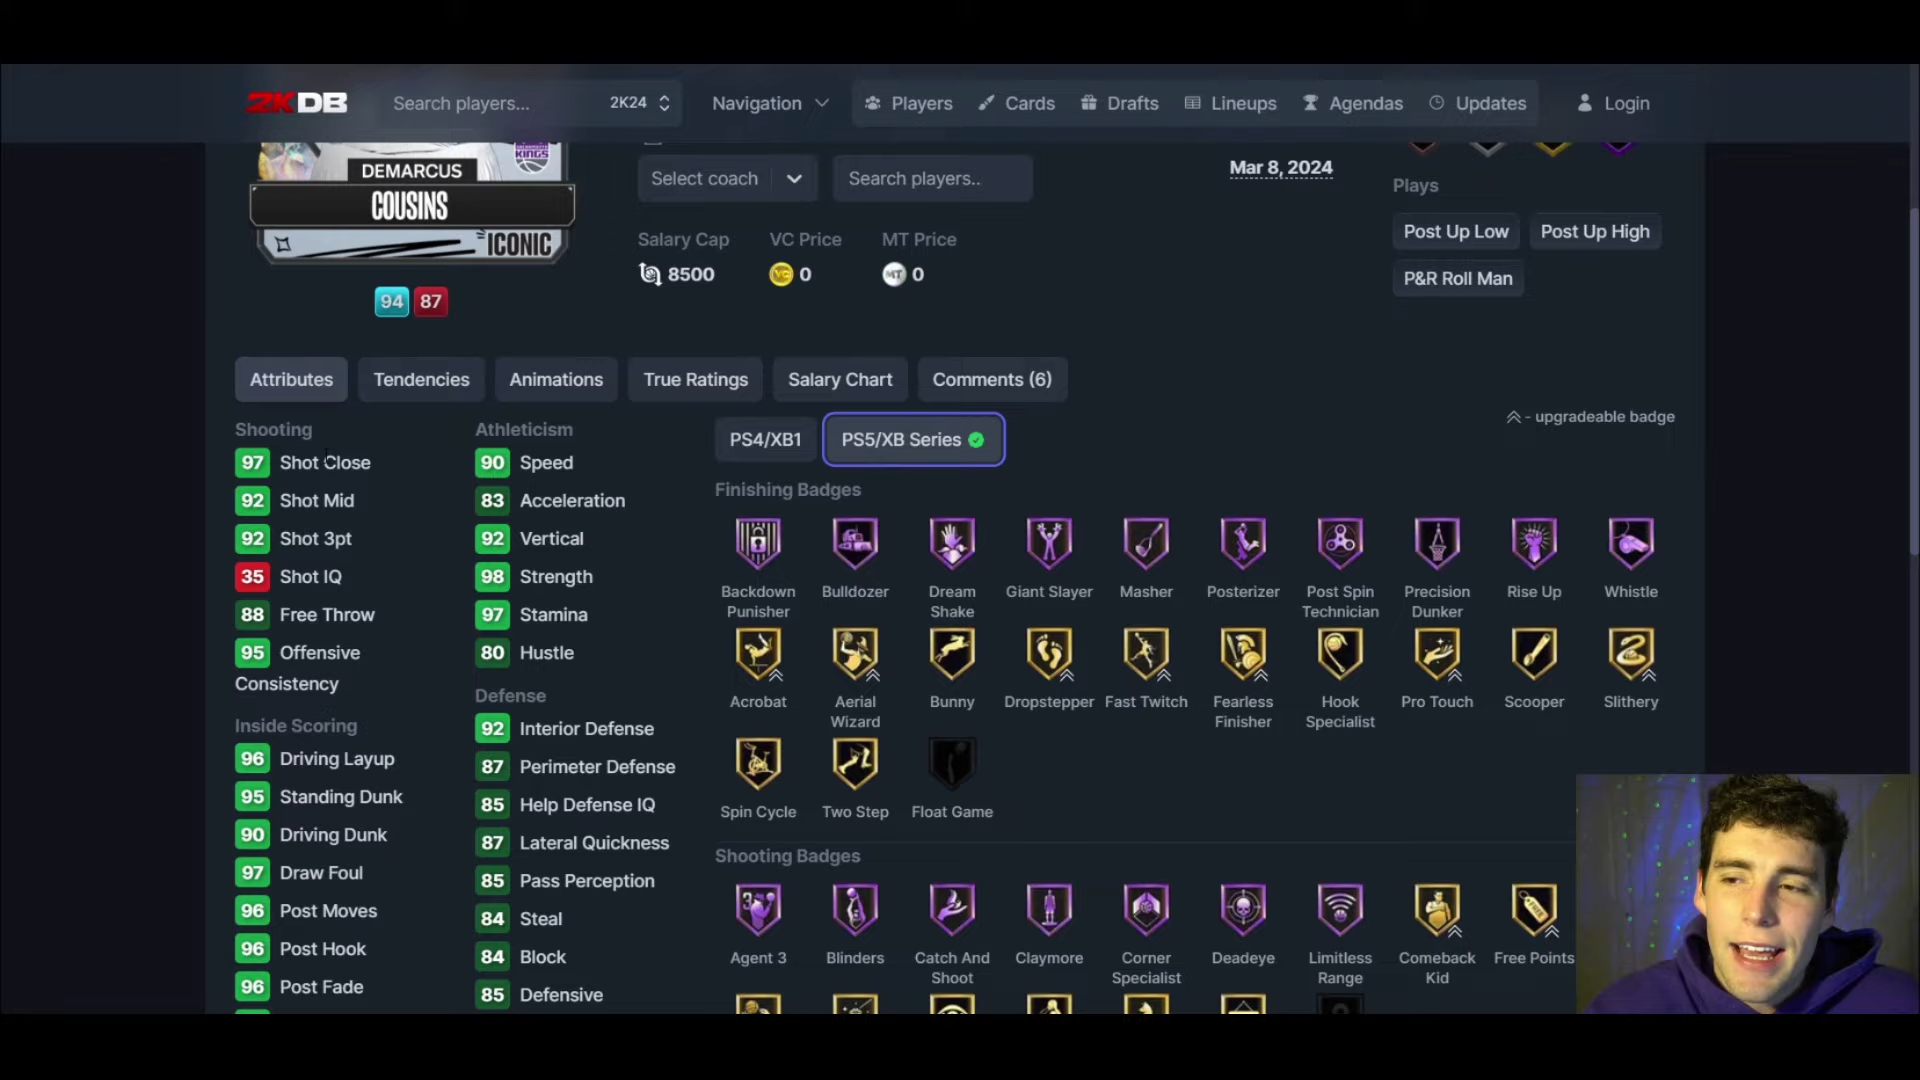 2KDB
Search players...
2K24
Navigation
Players
Cards
Drafts
Lineups
Agendas
Updates
Login
KINGS
DEMARCUS
COUSINS
ICONIC
94 87
Select coach
Search players..
Mar 8, 2024
Salary Cap
8500
VC Price
VC 0
MT Price
MT 0
Plays
Post Up Low
Post Up High
P&R Roll Man
Attributes
Tendencies
Animations
True Ratings
Salary Chart
Comments (6)
Shooting
97 Shot Close
92 Shot Mid
92 Shot 3pt
35 Shot IQ
88 Free Throw
95 Offensive
Consistency
Inside Scoring
96 Driving Layup
95 Standing Dunk
90 Driving Dunk
97 Draw Foul
96 Post Moves
96 Post Hook
96 Post Fade
Athleticism
90 Speed
83 Acceleration
92 Vertical
98 Strength
97 Stamina
80 Hustle
Defense
92 Interior Defense
87 Perimeter Defense
85 Help Defense IQ
87 Lateral Quickness
85 Pass Perception
84 Steal
84 Block
85 Defensive
PS4/XB1
PS5/XB Series
- upgradeable badge
Finishing Badges
Backdown
Punisher
Bulldozer
Dream
Shake
Giant Slayer
Masher
Posterizer
Post Spin
Technician
Precision
Dunker
Rise Up
Whistle
Acrobat
Aerial
Wizard
Bunny
Dropstepper
Fast Twitch
Fearless
Finisher
Hook
Specialist
Pro Touch
Scooper
Slithery
Spin Cycle
Two Step
Float Game
Shooting Badges
3
Agent 3
Blinders
Catch And
Shoot
Claymore
Corner
Specialist
Deadeye
Limitless
Range
Comeback
Kid
Free Points